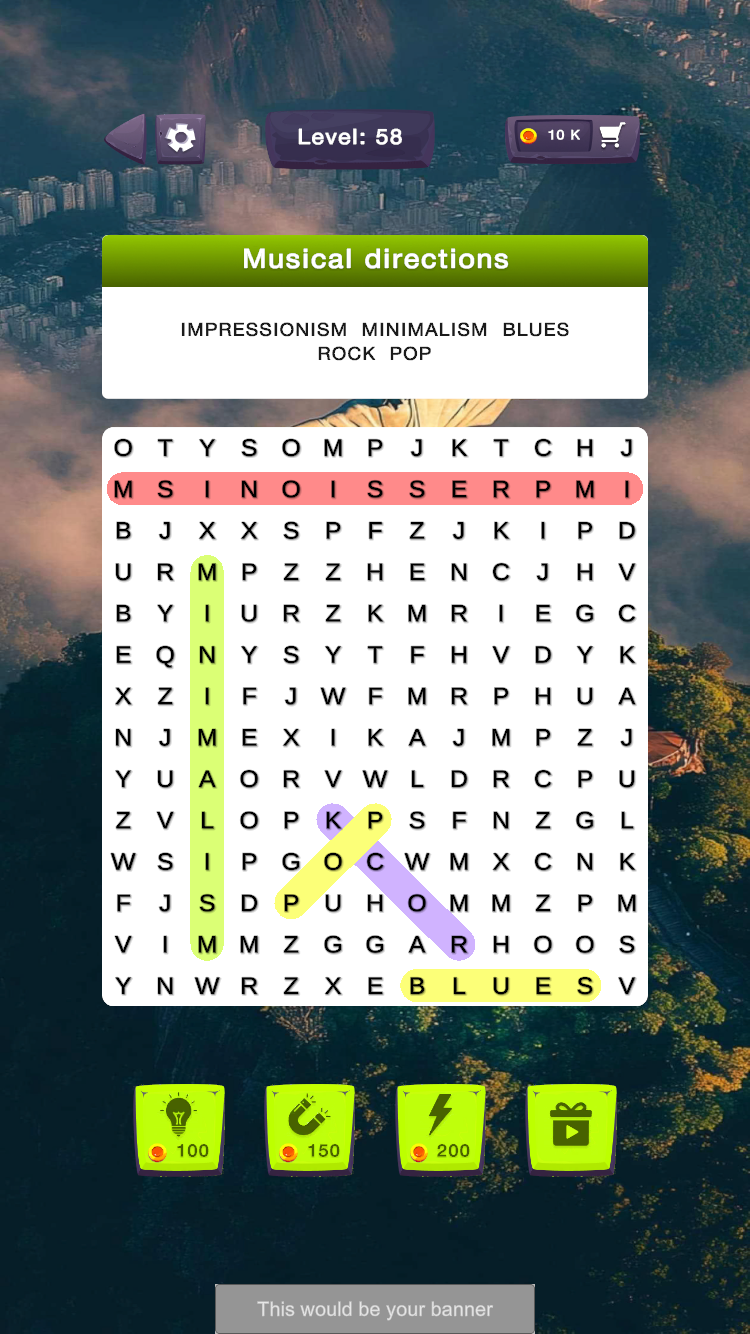 Level: 58
10 K
Musical directions
IMPRESSIONISM MINIMALISM BLUES
ROCK POP
O T Y S O M P J K T C H J
M S I N O I S S E R P M I
B J X X S P F Z J K I P D
U R M P Z Z H E N C J H V
B Y I U R Z K M R I E G C
E Q N Y S Y T F H V D Y K
X Z I F J W F M R P H U A
N J M E X I K A J M P Z J
Y U A O R V W L D R C P U
Z V L O P K P S F N Z G L
W S I P G O C W M X C N K
F J S D P U H O M M Z P M
V I M M Z G G A R H O O S
Y N W R Z X E B L U E S V
100 150 200
This would be your banner